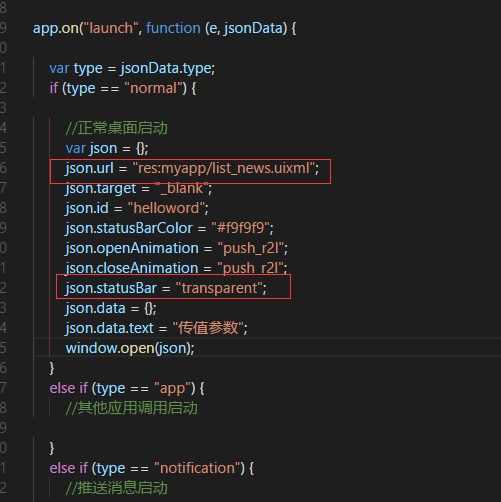 8
9 app.on("launch", function (e, jsonData) {
0
1 var type = jsonData.type;
2 if (type == "normal") {
3
4 //正常桌面启动
5 var json = {};
6 json.url = "res:myapp/list_news.uixml";
7 json.target = "_blank";
8 json.id = "helloword";
9 json.statusBarColor = "#f9f9f9";
0 json.openAnimation = "push_r2l";
1 json.closeAnimation = "push_r2l";
2 json.statusBar = "transparent";
3 json.data = {};
4 json.data.text = "传值参数";
5 window.open(json);
6 }
7 else if (type == "app") {
8 //其他应用调用启动
9
0 }
1 else if (type == "notification") {
2 //推送消息启动